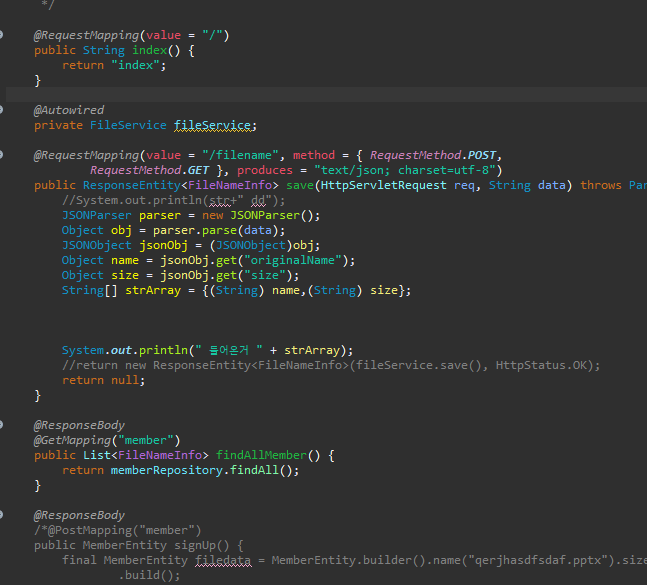 */
@RequestMapping(value = "/")
public String index() {
return "index";
}
@Autowired
private FileService fileService;
@RequestMapping(value = "/filename", method = { RequestMethod.POST,
RequestMethod.GET }, produces = "text/json; charset=utf-8")
public ResponseEntity<FileNameInfo> save(HttpServletRequest req, String data) throws Par
//System.out.println(str+" dd");
JSONParser parser = new JSONParser();
Object obj = parser.parse(data);
JSONObject jsonObj = (JSONObject)obj;
Object name = jsonObj.get("originalName");
Object size = jsonObj.get("size");
String[] strArray = {(String) name,(String) size};
System.out.println(" 들어온거 " + strArray);
//return new ResponseEntity<FileNameInfo>(fileService.save(), HttpStatus.OK);
return null;
}
@ResponseBody
@GetMapping("member")
public List<FileNameInfo> findAllMember() {
return memberRepository.findAll();
}
@ResponseBody
/*@PostMapping("member")
public MemberEntity signUp() {
final MemberEntity filedata = MemberEntity.builder().name("qerjhasdfsdaf.pptx").size
.build();